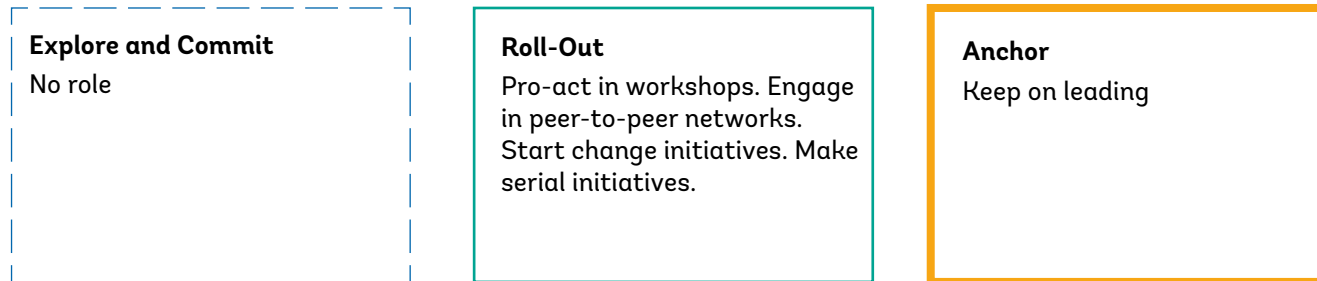 Explore and Commit
No role
Roll-Out
Pro-act in workshops. Engage
in peer-to-peer networks.
Start change initiatives. Make
serial initiatives.
Anchor
Keep on leading